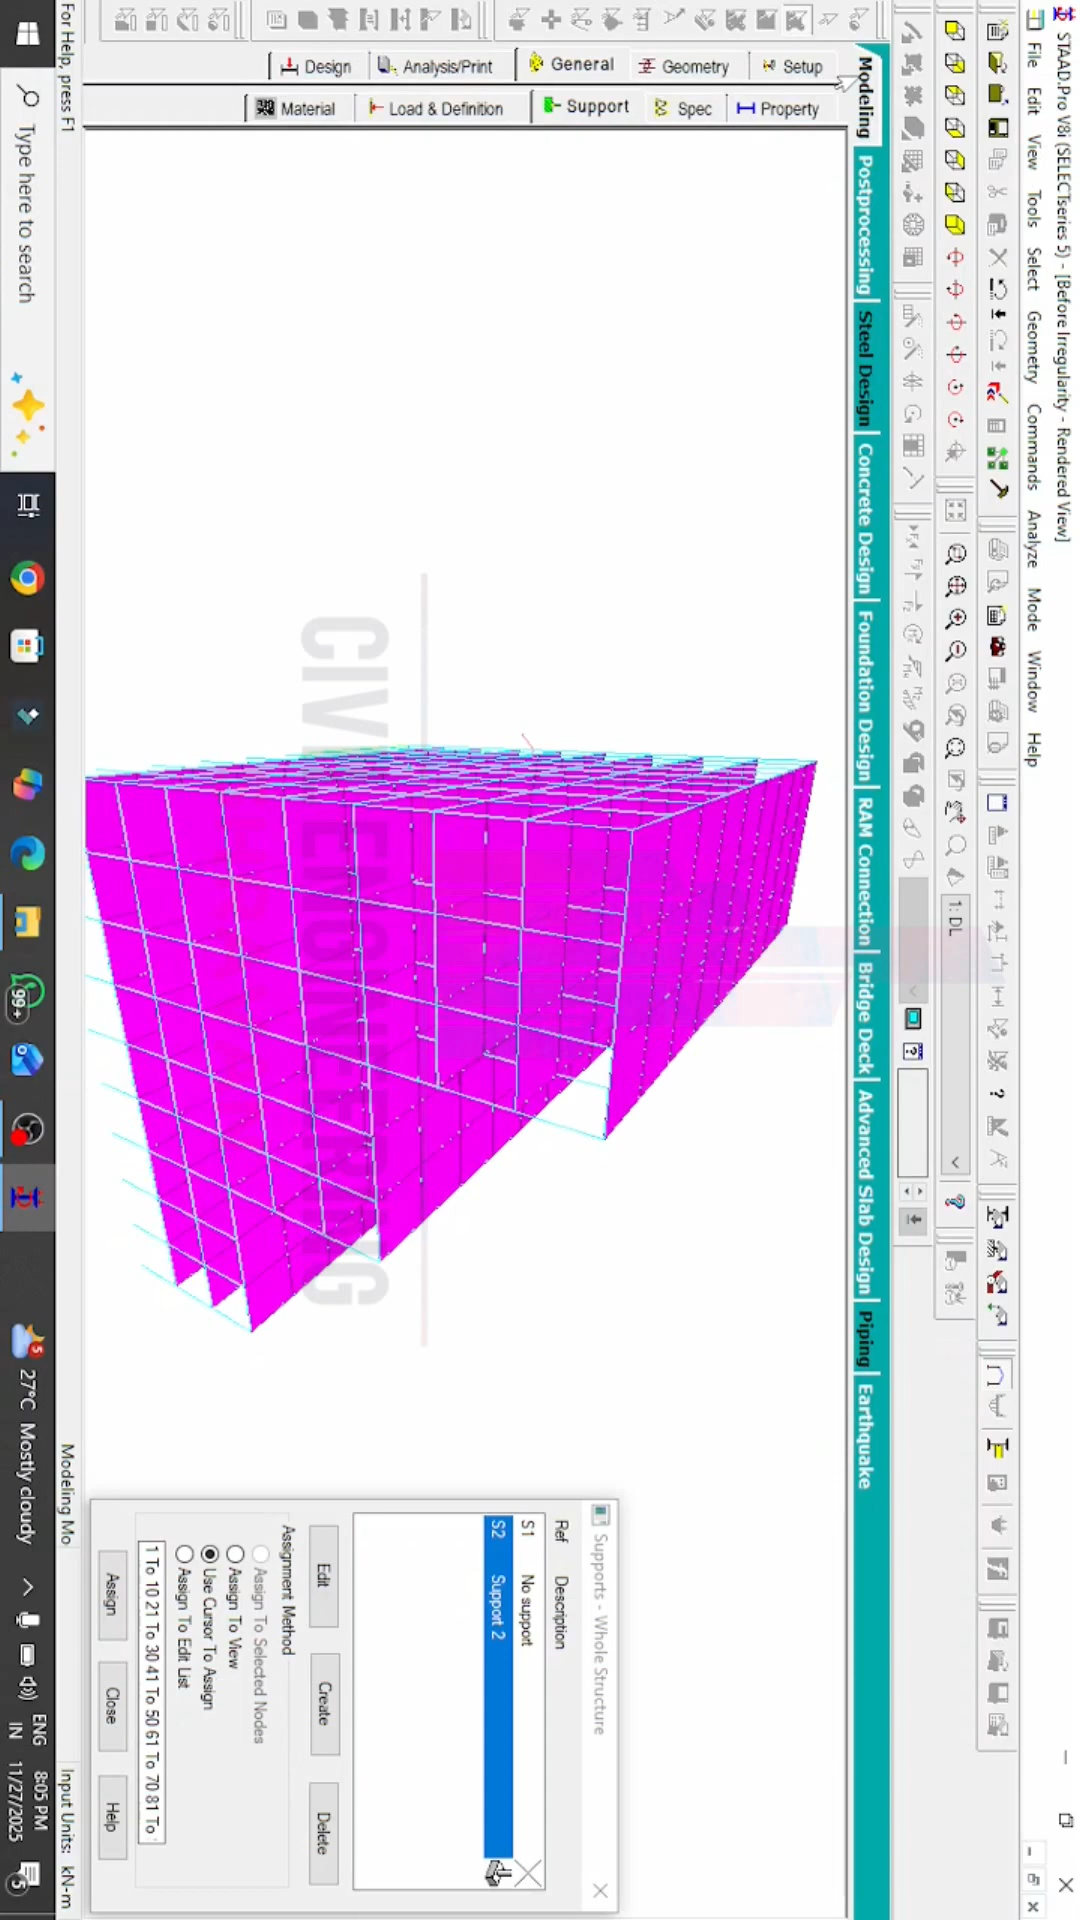 STAAD.Pro V8i (SELECTseries 5) - [Before Irregularity - Rendered View]
File Edit View Tools Select Geometry Commands Analyze Mode Window Help
1: DL
Modeling Postprocessing Steel Design Concrete Design Foundation Design RAM Connection Bridge Deck Advanced Slab Design Piping Earthquake
Setup
Geometry
General
Analysis/Print
Design
Property
Spec
Support
Load & Definition
Material
CIVIL ENGINEERING
Supports - Whole Structure
Ref Description
S1 No support
S2 Support 2
Edit Create Delete
Assignment Method
Assign To Selected Nodes
Assign To View
Use Cursor To Assign
Assign To Edit List
1 To 10 21 To 30 41 To 50 61 To 70 81 To
Assign Close Help
For Help, press F1
Modeling Mo
Input Units: kN-m
Type here to search
99+
5
27°C Mostly cloudy
ENG
IN
8:05 PM
11/27/2025
5